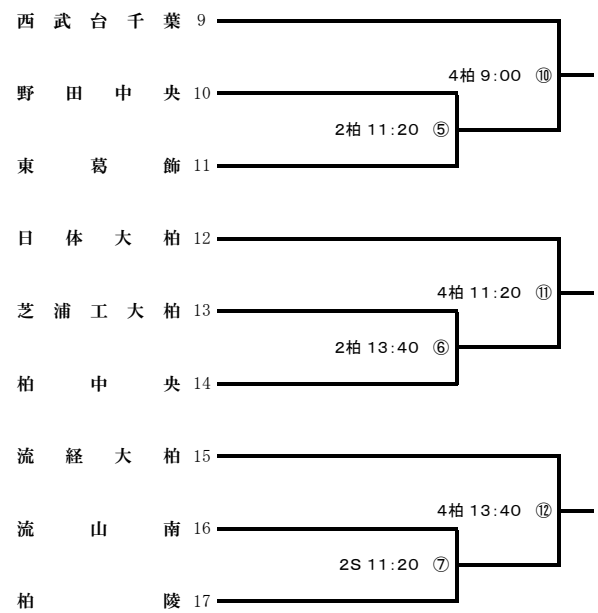 西武台千葉 9
4柏 9:00 ⑩
野田中央 10
2柏 11:20 ⑤
東葛飾 11
日体大柏 12
4柏 11:20 ⑪
芝浦工大柏 13
2柏 13:40 ⑥
柏中央 14
流経大柏 15
4柏 13:40 ⑫
流山南 16
2S 11:20 ⑦
柏陵 17